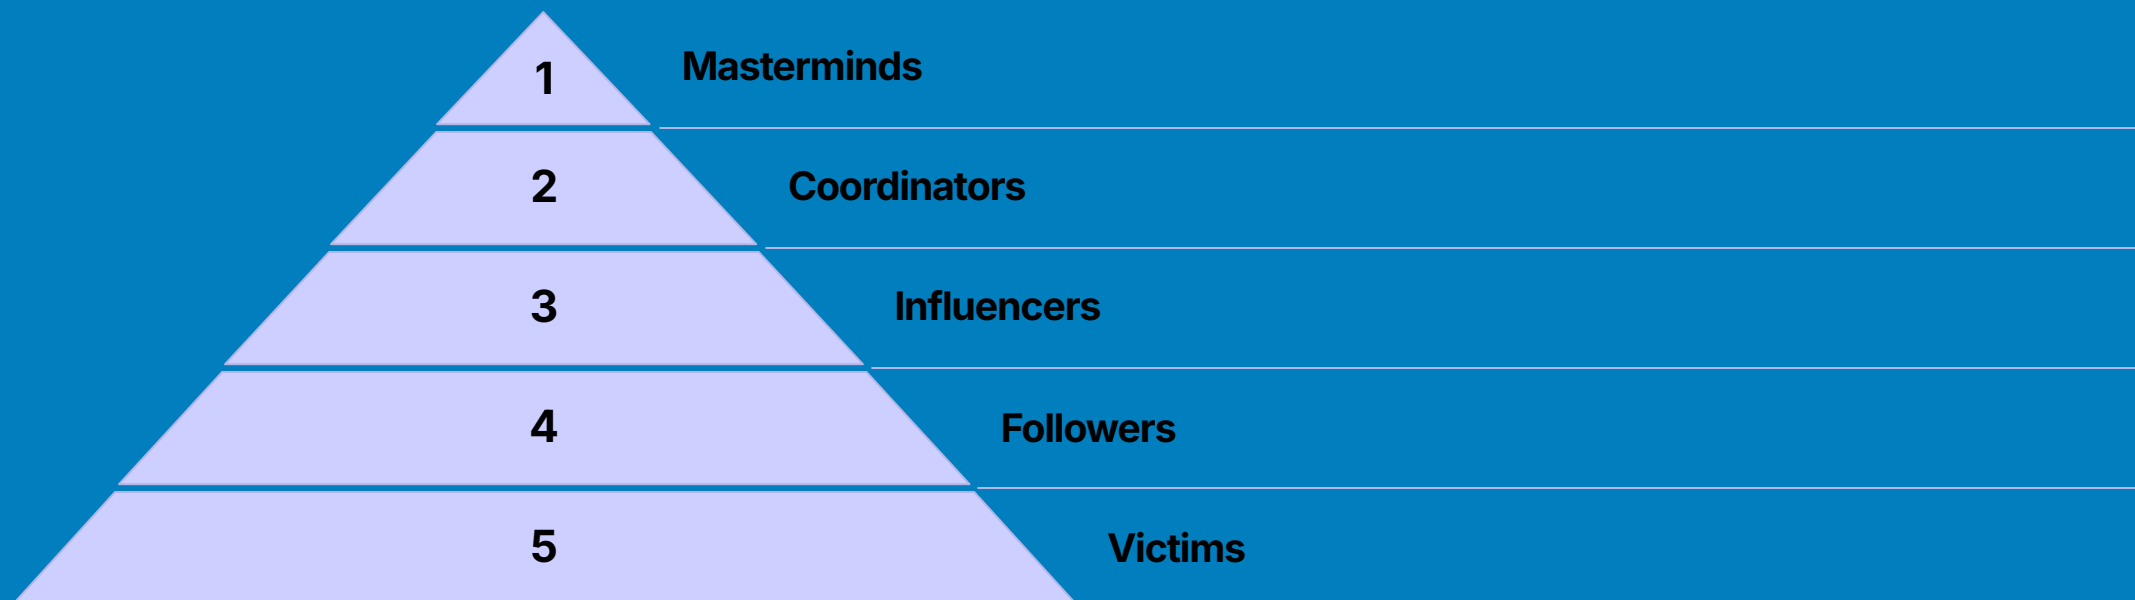 1 Masterminds
2 Coordinators
3 Influencers
4 Followers
5 Victims